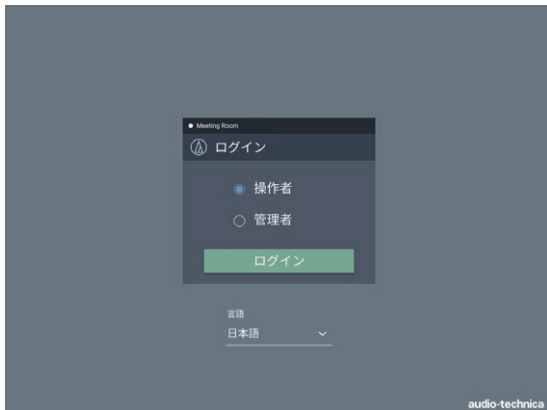 Meeting Room
ログイン
操作者
管理者
ログイン
言語
日本語
audio-technica